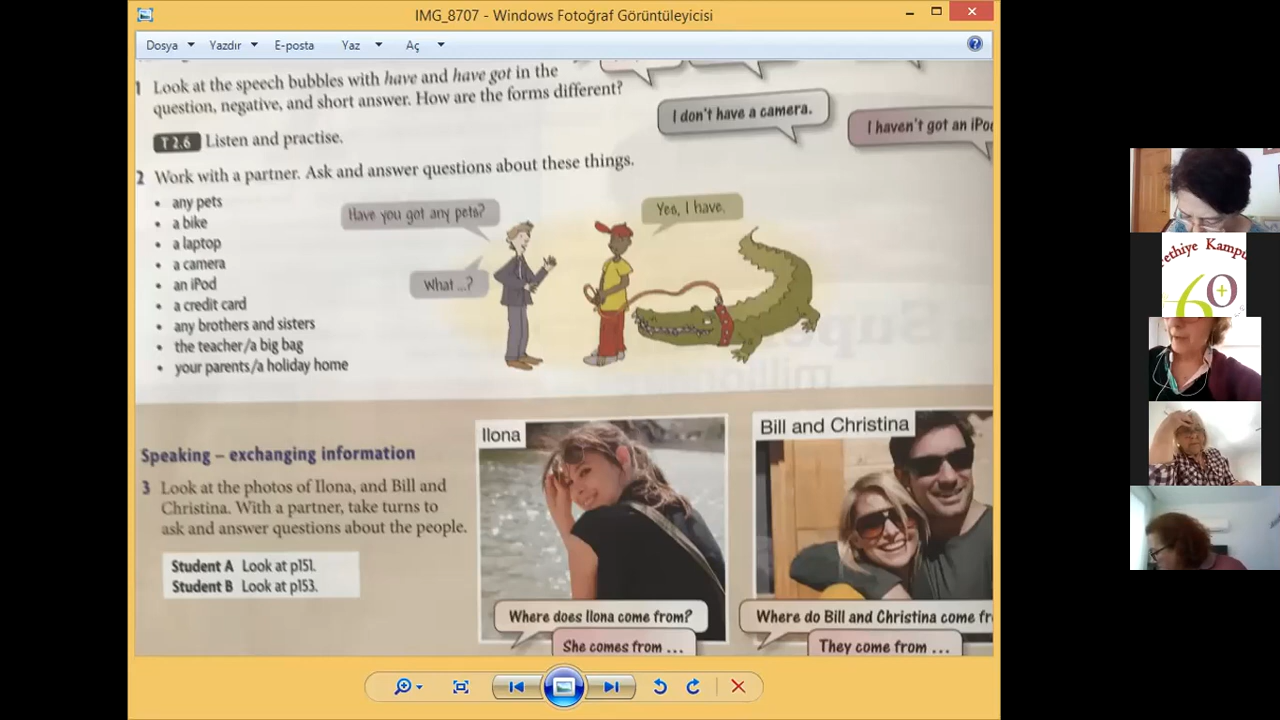 IMG_8707 - Windows Fotoğraf Görüntüleyicisi
Dosya Yazdır E-posta Yaz Aç
1 Look at the speech bubbles with have and have got in the
question, negative, and short answer. How are the forms different?
I don't have a camera.
I haven't got an iPod
T 2.6 Listen and practise.
2 Work with a partner. Ask and answer questions about these things.
• any pets
• a bike
• a laptop
• a camera
• an iPod
• a credit card
• any brothers and sisters
• the teacher/a big bag
• your parents/a holiday home
Have you got any pets?
Yes, I have.
What ...?
Speaking – exchanging information
3 Look at the photos of Ilona, and Bill and
Christina. With a partner, take turns to
ask and answer questions about the people.
Student A Look at p151.
Student B Look at p153.
Ilona
Where does Ilona come from?
She comes from ...
Bill and Christina
Where do Bill and Christina come fr
They come from ...
ethiye Kampu
60